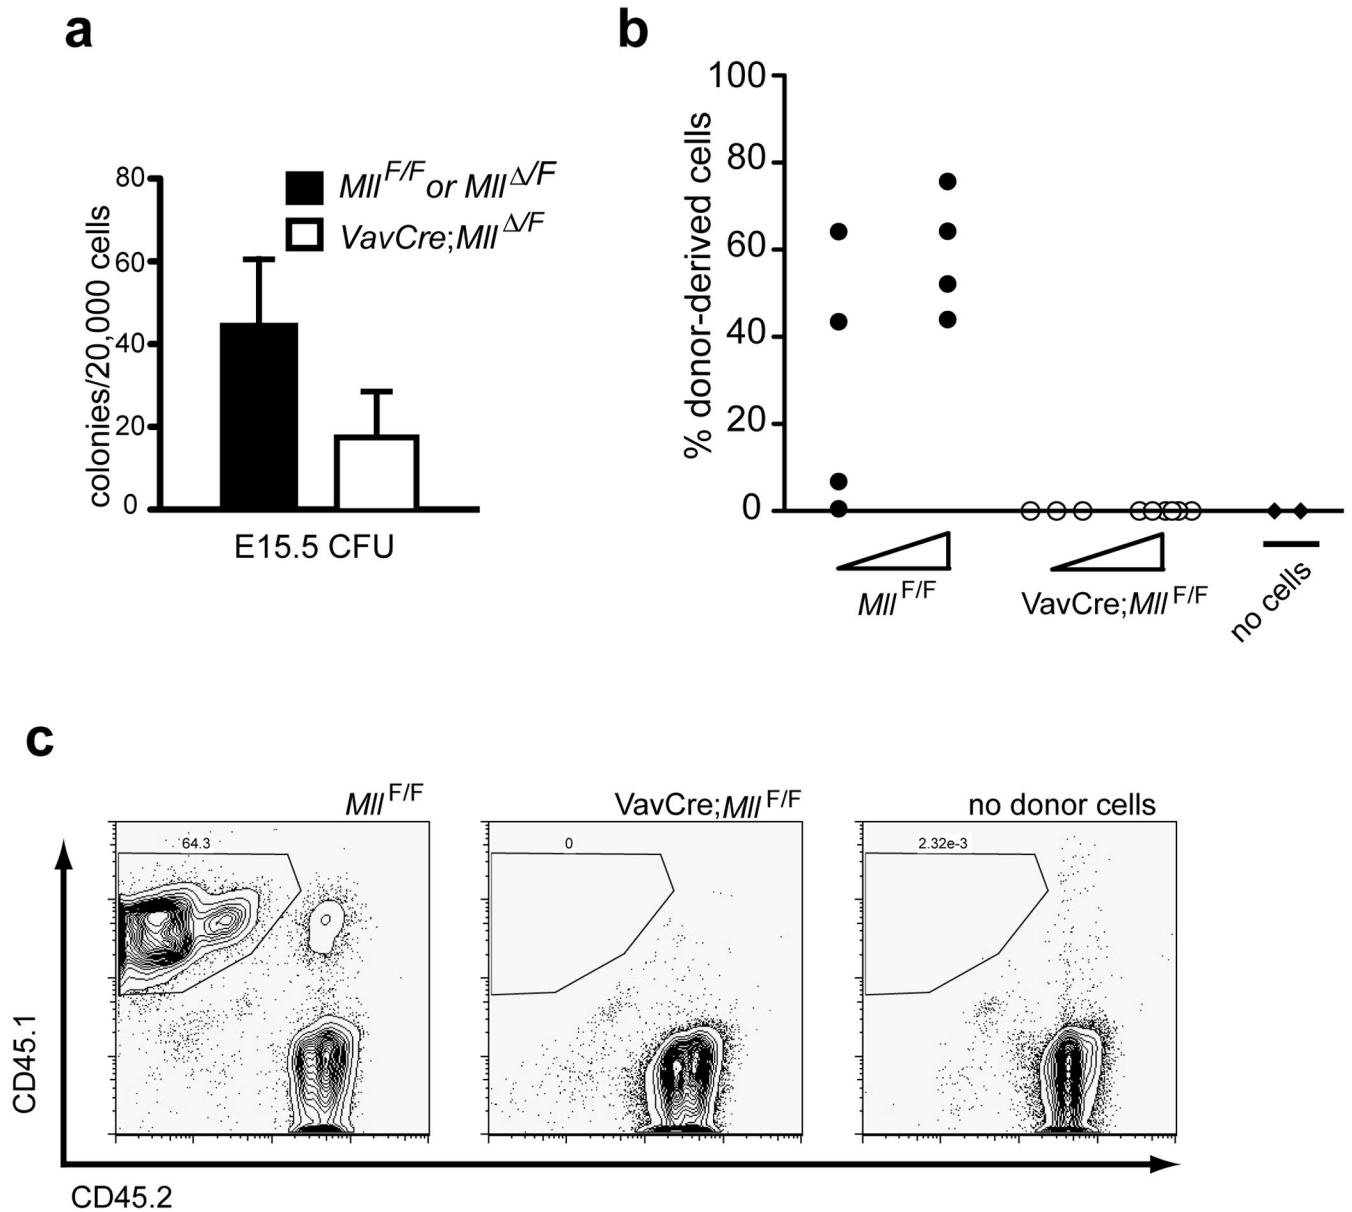 a
80
60
40
20
0
colonies/20,000 cells
Mll F/F or Mll Δ/F
VavCre;Mll Δ/F
E15.5 CFU
b
100
80
60
40
20
0
% donor-derived cells
Mll F/F
VavCre;Mll F/F
no cells
c
Mll F/F
VavCre;Mll F/F
no donor cells
64.3
0
2.32e-3
CD45.1
CD45.2